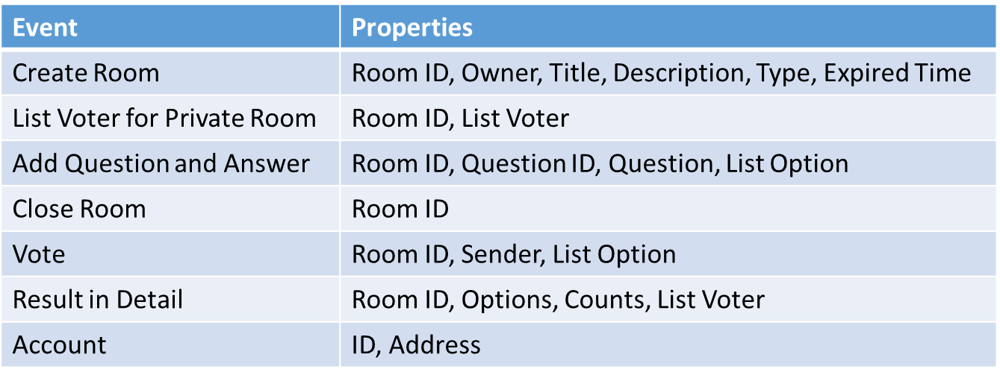 Event Properties
Create Room Room ID, Owner, Title, Description, Type, Expired Time
List Voter for Private Room Room ID, List Voter
Add Question and Answer Room ID, Question ID, Question, List Option
Close Room Room ID
Vote Room ID, Sender, List Option
Result in Detail Room ID, Options, Counts, List Voter
Account ID, Address